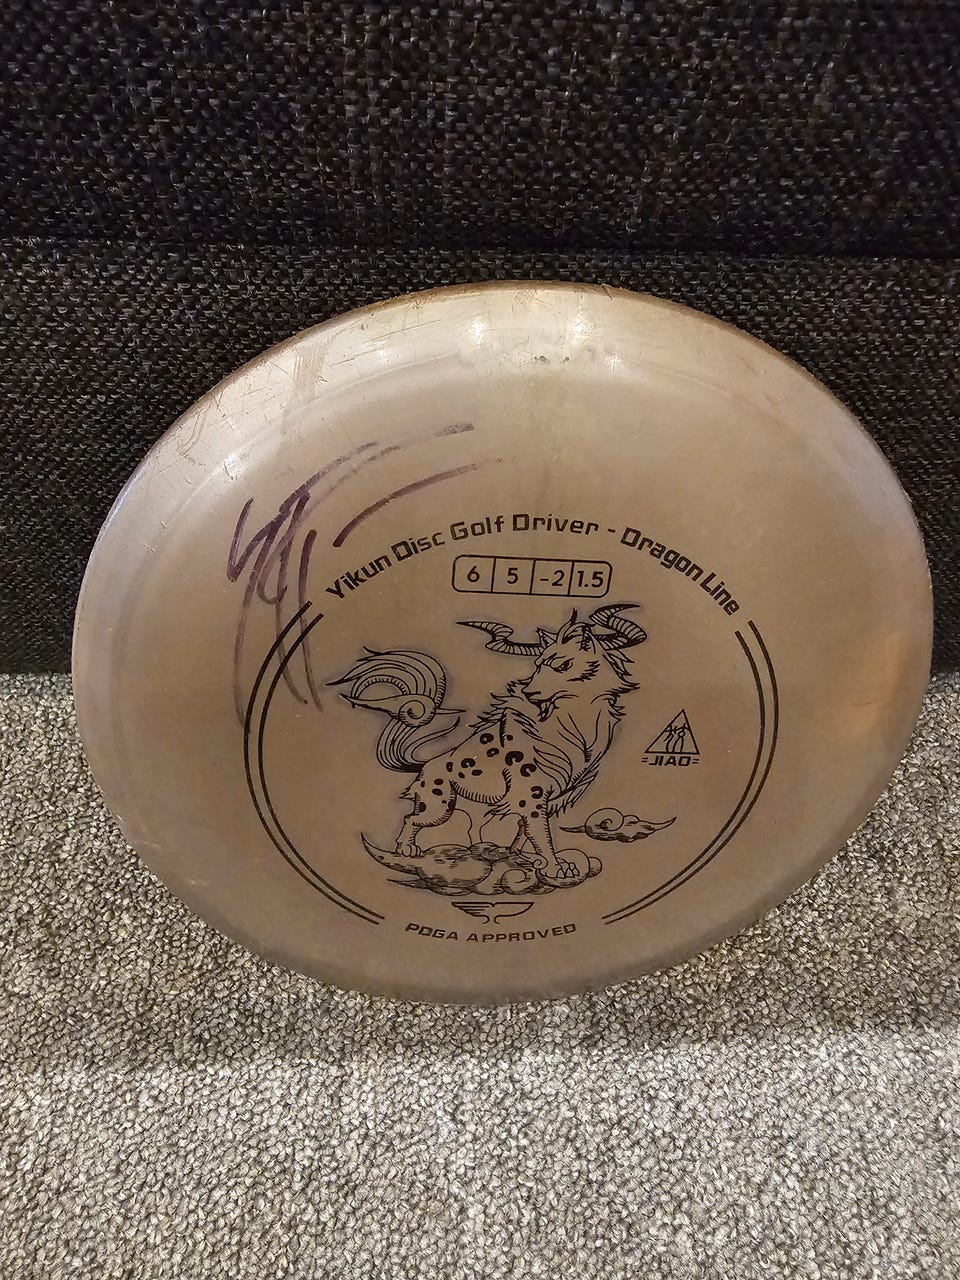 Yikun Disc Golf Driver - Dragon Line
6 5 -2 1.5
=JIAO=
PDGA APPROVED